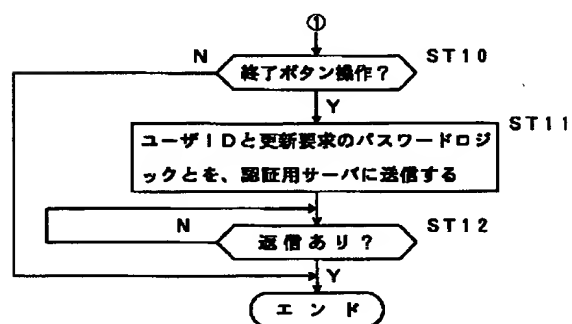 ①
N
終了ボタン操作？
ST10
Y
ST11
ユーザIDと更新要求のパスワードロジ
ックとを、認証用サーバに送信する
N
返信あり？
ST12
Y
エンド